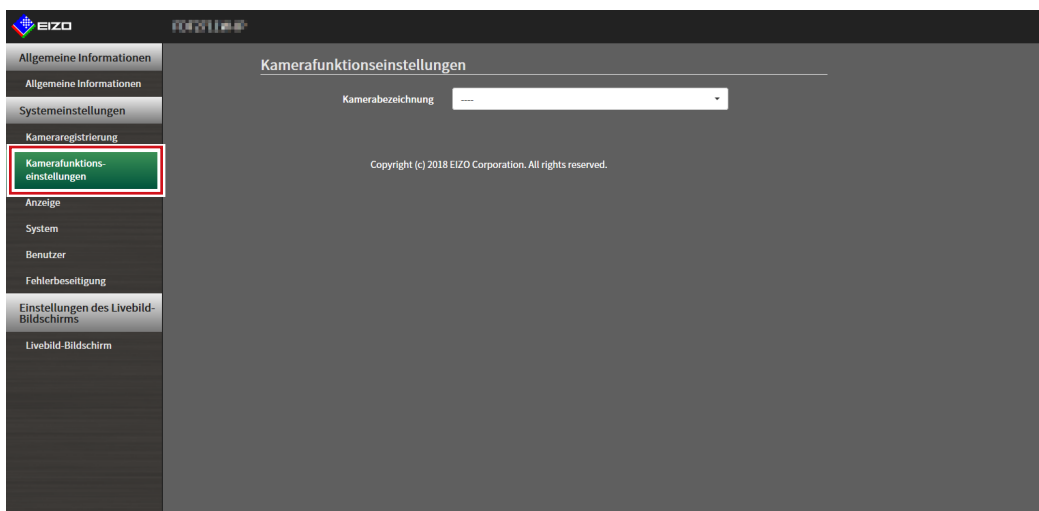 EIZO
Allgemeine Informationen
Allgemeine Informationen
Systemeinstellungen
Kameraregistrierung
Kamerafunktions-
einstellungen
Anzeige
System
Benutzer
Fehlerbeseitigung
Einstellungen des Livebild-
Bildschirms
Livebild-Bildschirm
Kamerafunktionseinstellungen
Kamerabezeichnung ----
Copyright (c) 2018 EIZO Corporation. All rights reserved.